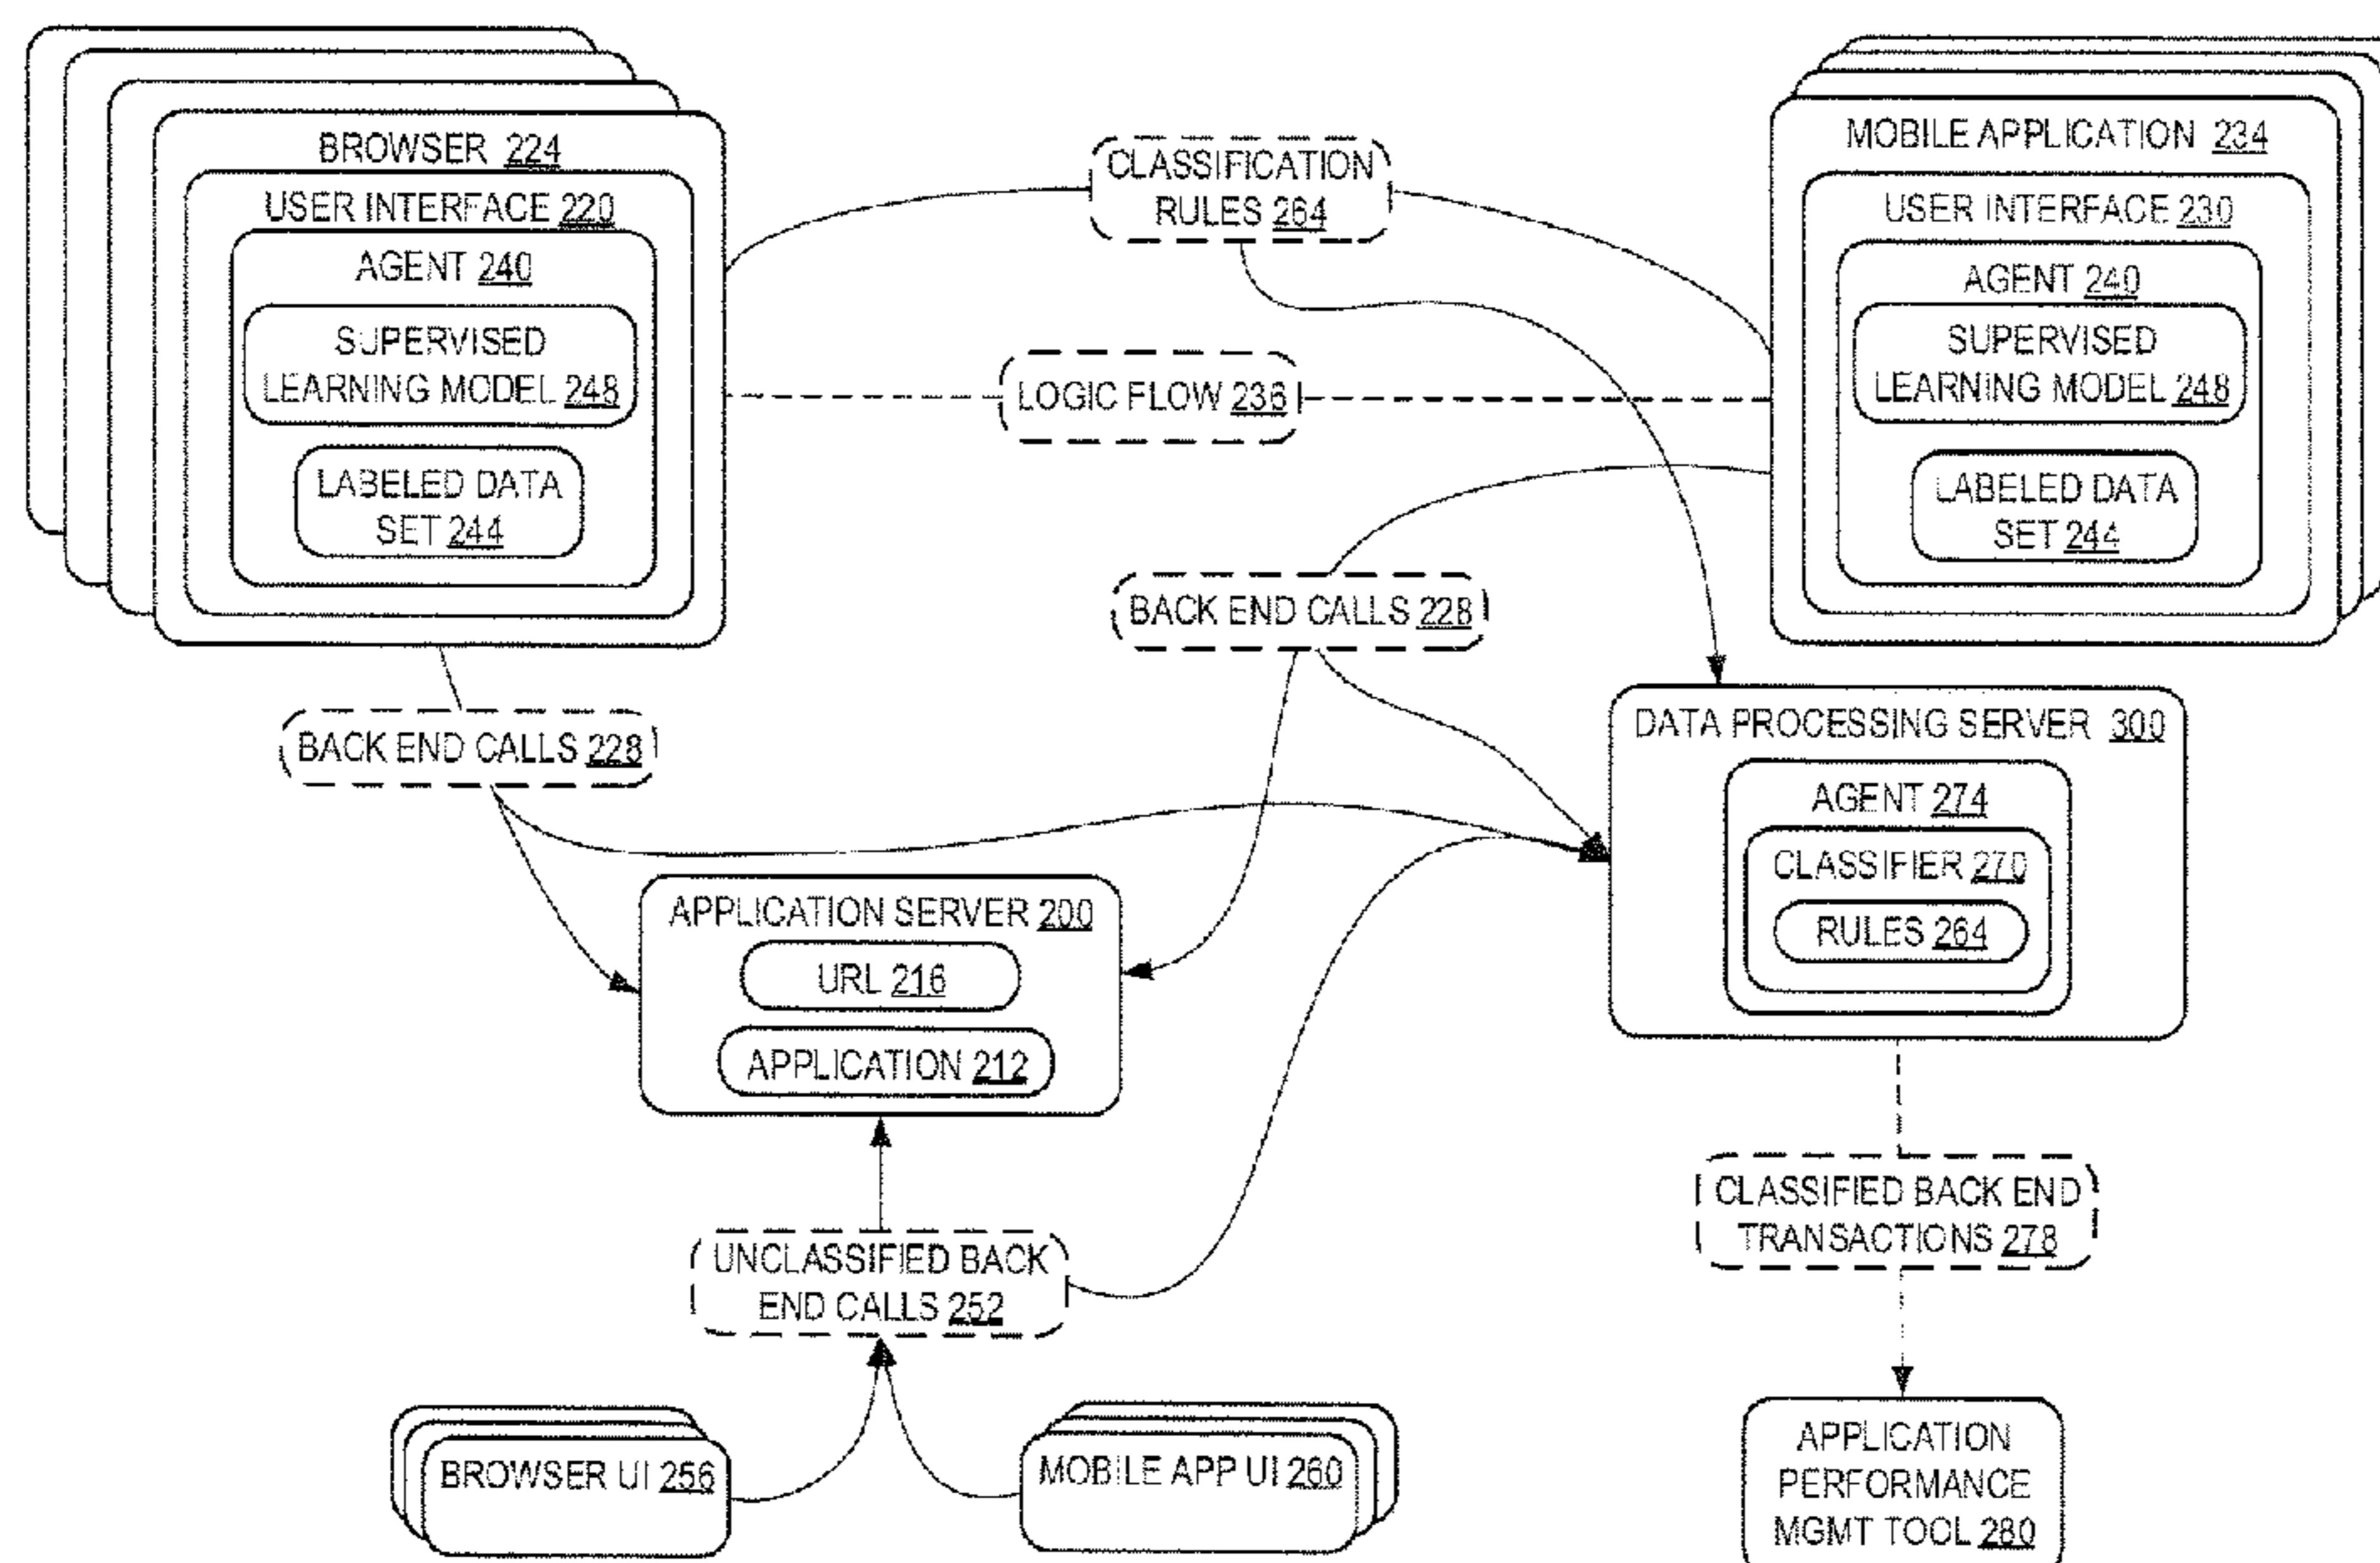 BROWSER 224
USER INTERFACE 220
AGENT 240
SUPERVISED
LEARNING MODEL 248
LABELED DATA
SET 244
CLASSIFICATION
RULES 264
LOGIC FLOW 236
MOBILE APPLICATION 234
USER INTERFACE 230
AGENT 240
SUPERVISED
LEARNING MODEL 248
LABELED DATA
SET 244
BACK END CALLS 228
BACK END CALLS 228
DATA PROCESSING SERVER 300
AGENT 274
CLASSIFIER 270
RULES 264
APPLICATION SERVER 200
URL 216
APPLICATION 212
UNCLASSIFIED BACK
END CALLS 252
CLASSIFIED BACK END
TRANSACTIONS 278
BROWSER UI 256
MOBILE APP UI 260
APPLICATION
PERFORMANCE
MGMT TOOL 280